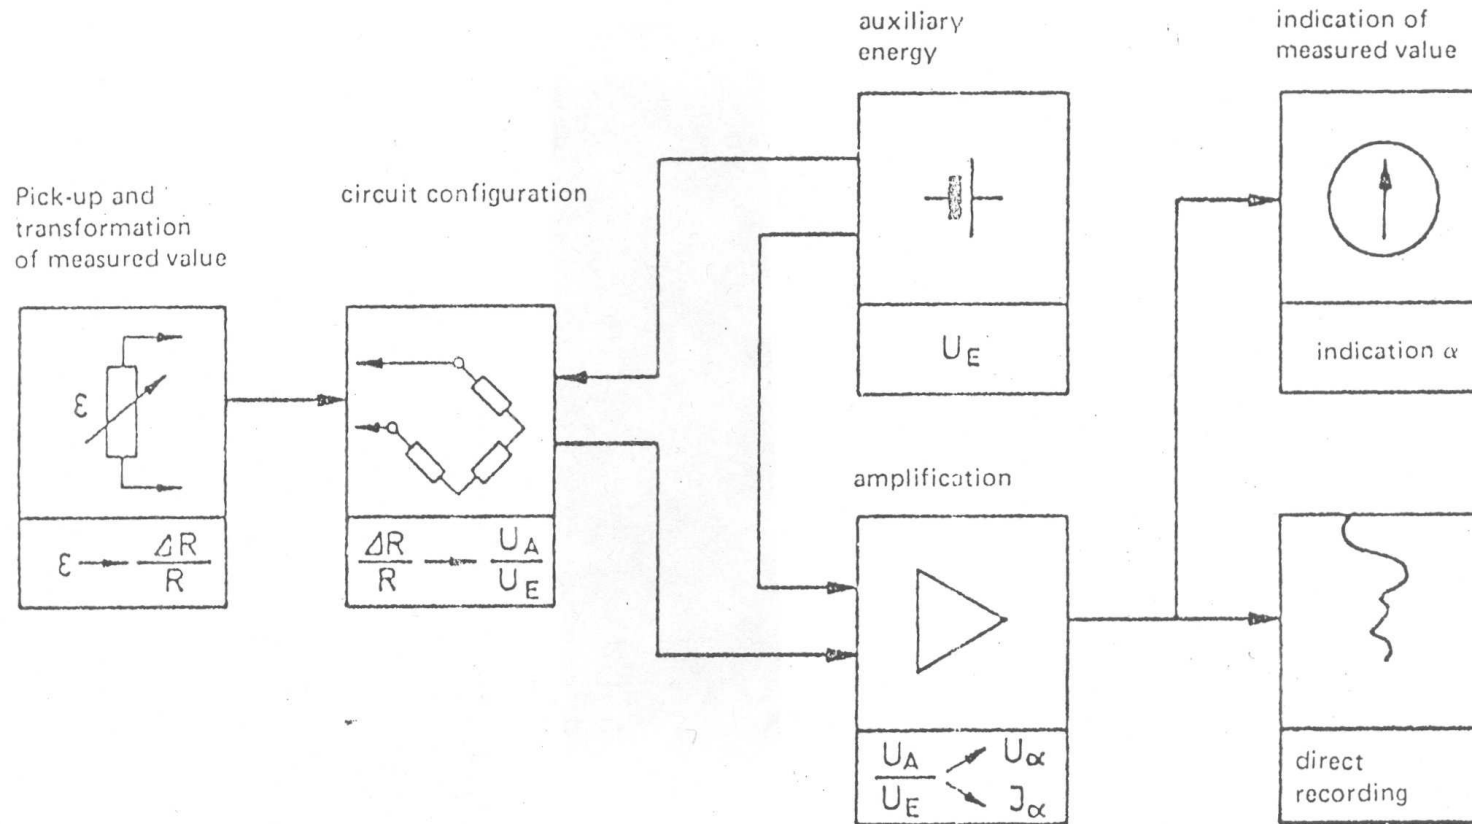 auxiliary
energy
indication of
measured value
Pick-up and
transformation
of measured value
circuit configuration
ε
ε → ΔR/R
ΔR/R → U_A/U_E
U_E
indication α
amplification
U_A/U_E ↗ U_α
↘ J_α
direct
recording